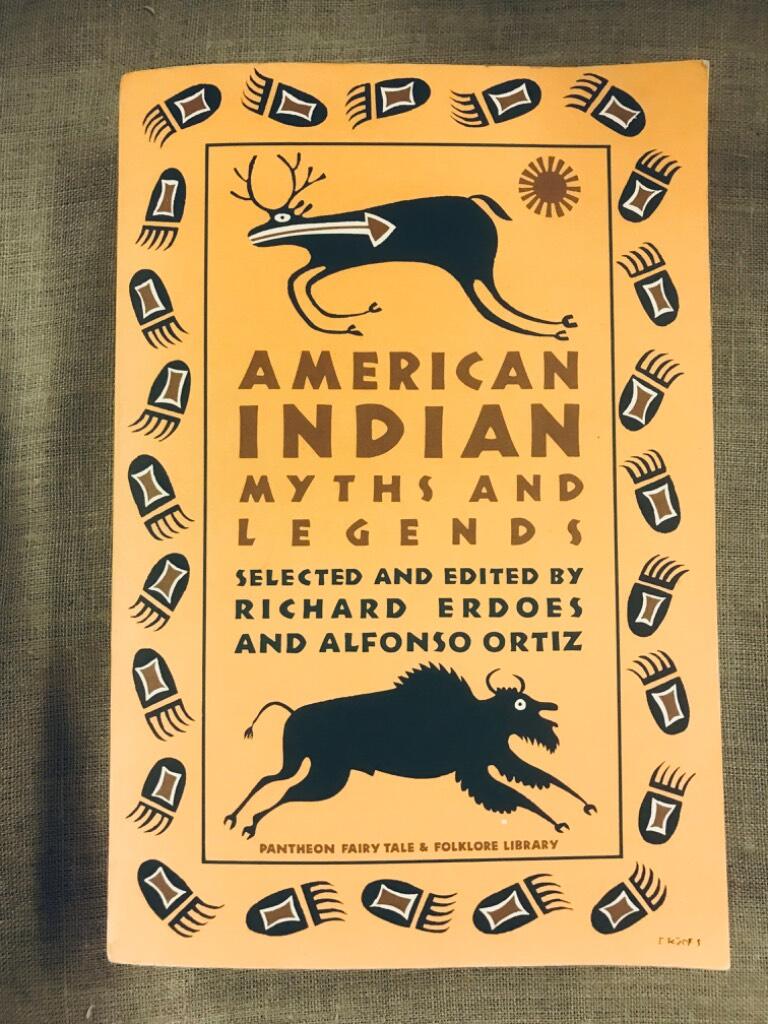 AMERICAN
INDIAN
MYTHS AND
LEGENDS
SELECTED AND EDITED BY
RICHARD ERDOES
AND ALFONSO ORTIZ
PANTHEON FAIRY TALE & FOLKLORE LIBRARY